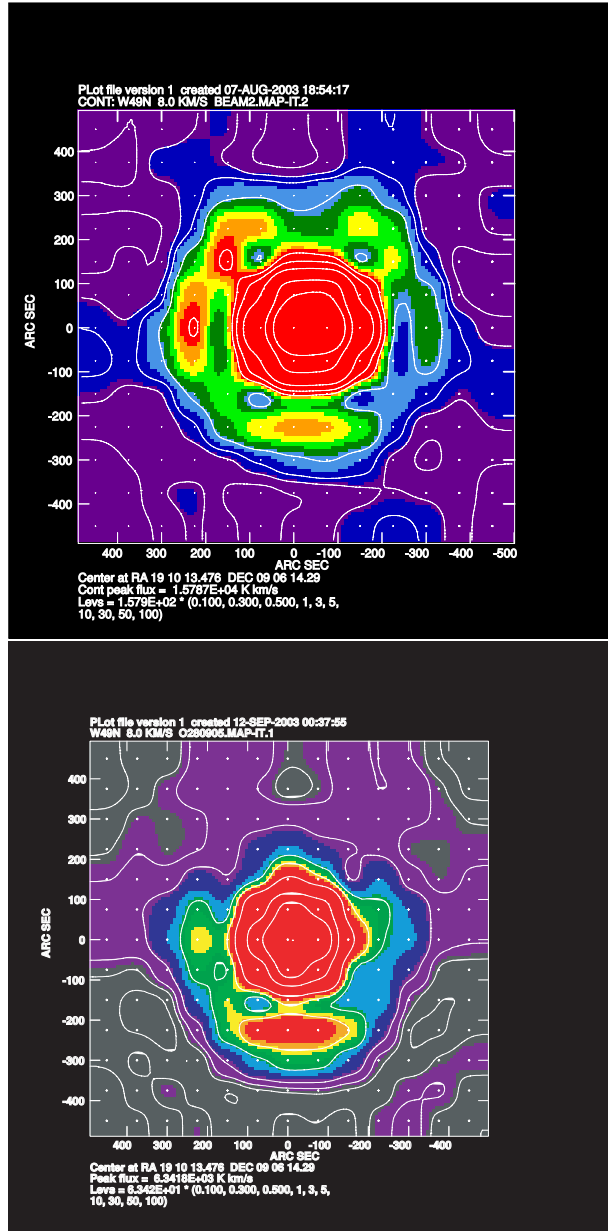 PLot file version 1 created 07-AUG-2003 18:54:17
CONT: W49N 8.0 KM/S BEAM2.MAP-IT.2
400
300
200
100
0
-100
-200
-300
-400
ARC SEC
400 300 200 100 0 -100 -200 -300 -400 -500
ARC SEC
Center at RA 19 10 13.476 DEC 09 06 14.29
Cont peak flux = 1.5787E+04 K km/s
Levs = 1.579E+02 * (0.100, 0.300, 0.500, 1, 3, 5,
10, 30, 50, 100)
PLot file version 1 created 12-SEP-2003 00:37:55
W49N 8.0 KM/S O280905.MAP-IT.1
400
300
200
100
0
-100
-200
-300
-400
ARC SEC
400 300 200 100 0 -100 -200 -300 -400
ARC SEC
Center at RA 19 10 13.476 DEC 09 06 14.29
Peak flux = 6.3418E+03 K km/s
Levs = 6.342E+01 * (0.100, 0.300, 0.500, 1, 3, 5,
10, 30, 50, 100)